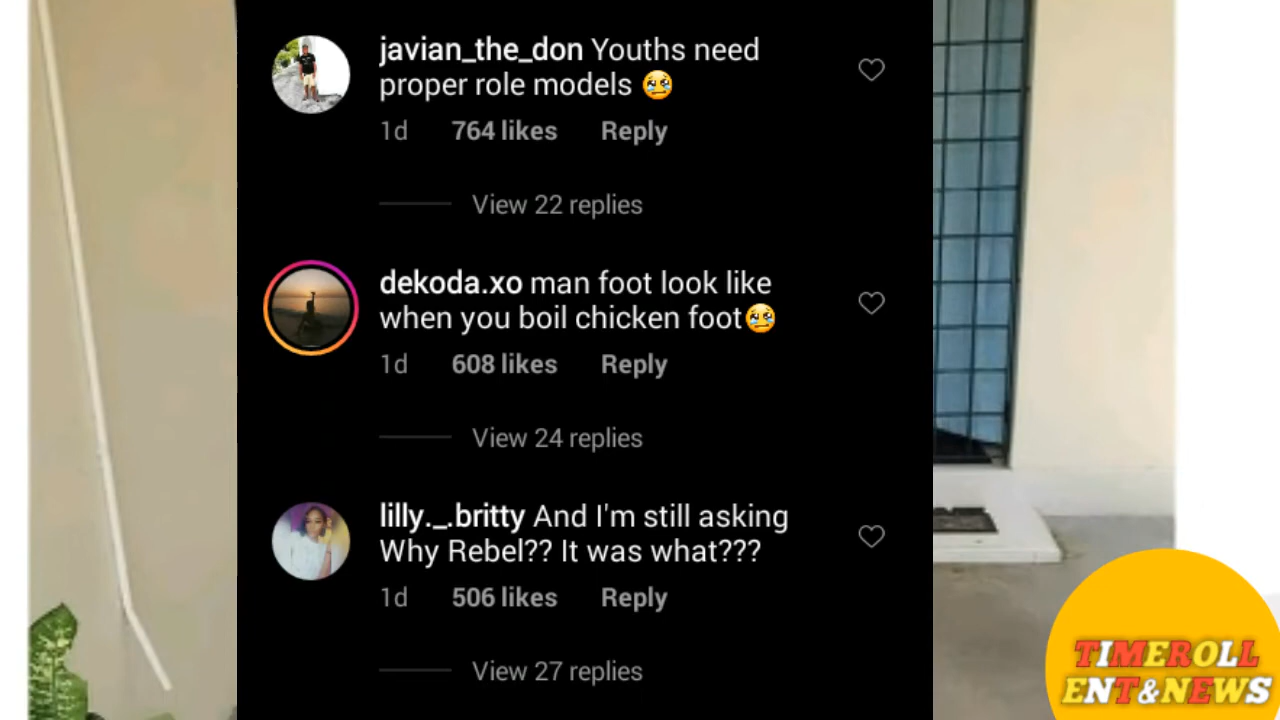 javian_the_don Youths need
proper role models 😢
1d 764 likes Reply
View 22 replies
dekoda.xo man foot look like
when you boil chicken foot😢
1d 608 likes Reply
View 24 replies
lilly._.britty And I'm still asking
Why Rebel?? It was what???
1d 506 likes Reply
View 27 replies
TIMEROLL
ENT&NEWS